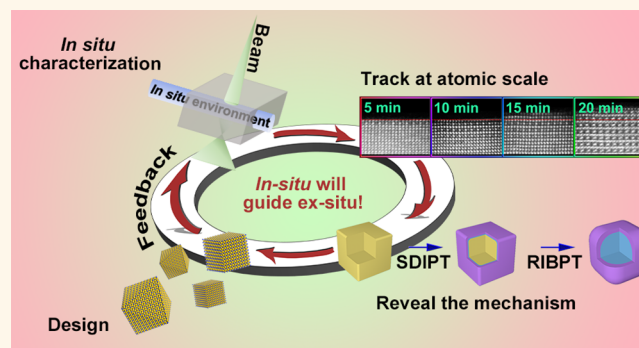 In situ
characterization
Beam
In situ environment
Track at atomic scale
5 min 10 min 15 min 20 min
Feedback
In-situ will
guide ex-situ!
SDIPT RIBPT
Reveal the mechanism
Design